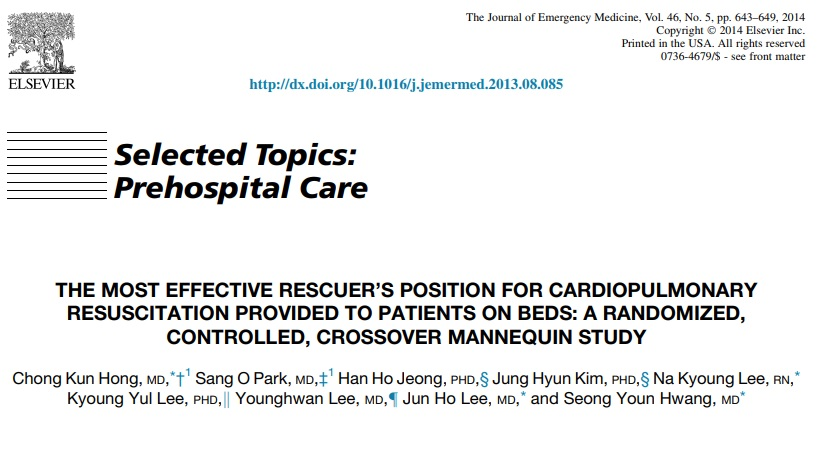 The Journal of Emergency Medicine, Vol. 46, No. 5, pp. 643–649, 2014
Copyright © 2014 Elsevier Inc.
Printed in the USA. All rights reserved
0736-4679/$ - see front matter
ELSEVIER
http://dx.doi.org/10.1016/j.jemermed.2013.08.085
Selected Topics:
Prehospital Care
THE MOST EFFECTIVE RESCUER’S POSITION FOR CARDIOPULMONARY
RESUSCITATION PROVIDED TO PATIENTS ON BEDS: A RANDOMIZED,
CONTROLLED, CROSSOVER MANNEQUIN STUDY
Chong Kun Hong, MD,*†¹ Sang O Park, MD,‡¹ Han Ho Jeong, PHD,§ Jung Hyun Kim, PHD,§ Na Kyoung Lee, RN,*
Kyoung Yul Lee, PHD,|| Younghwan Lee, MD,¶ Jun Ho Lee, MD,* and Seong Youn Hwang, MD*